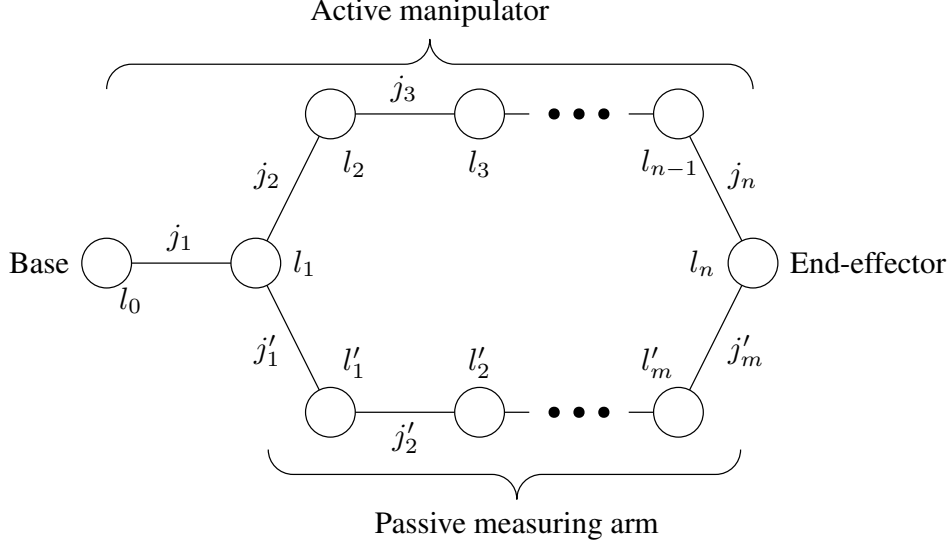 Active manipulator
j₃
l₂
l₃
lₙ₋₁
j₂
jₙ
j₁
Base
l₁
lₙ
End-effector
l₀
j′₁
l′₁
l′₂
l′ₘ
j′ₘ
j′₂
Passive measuring arm